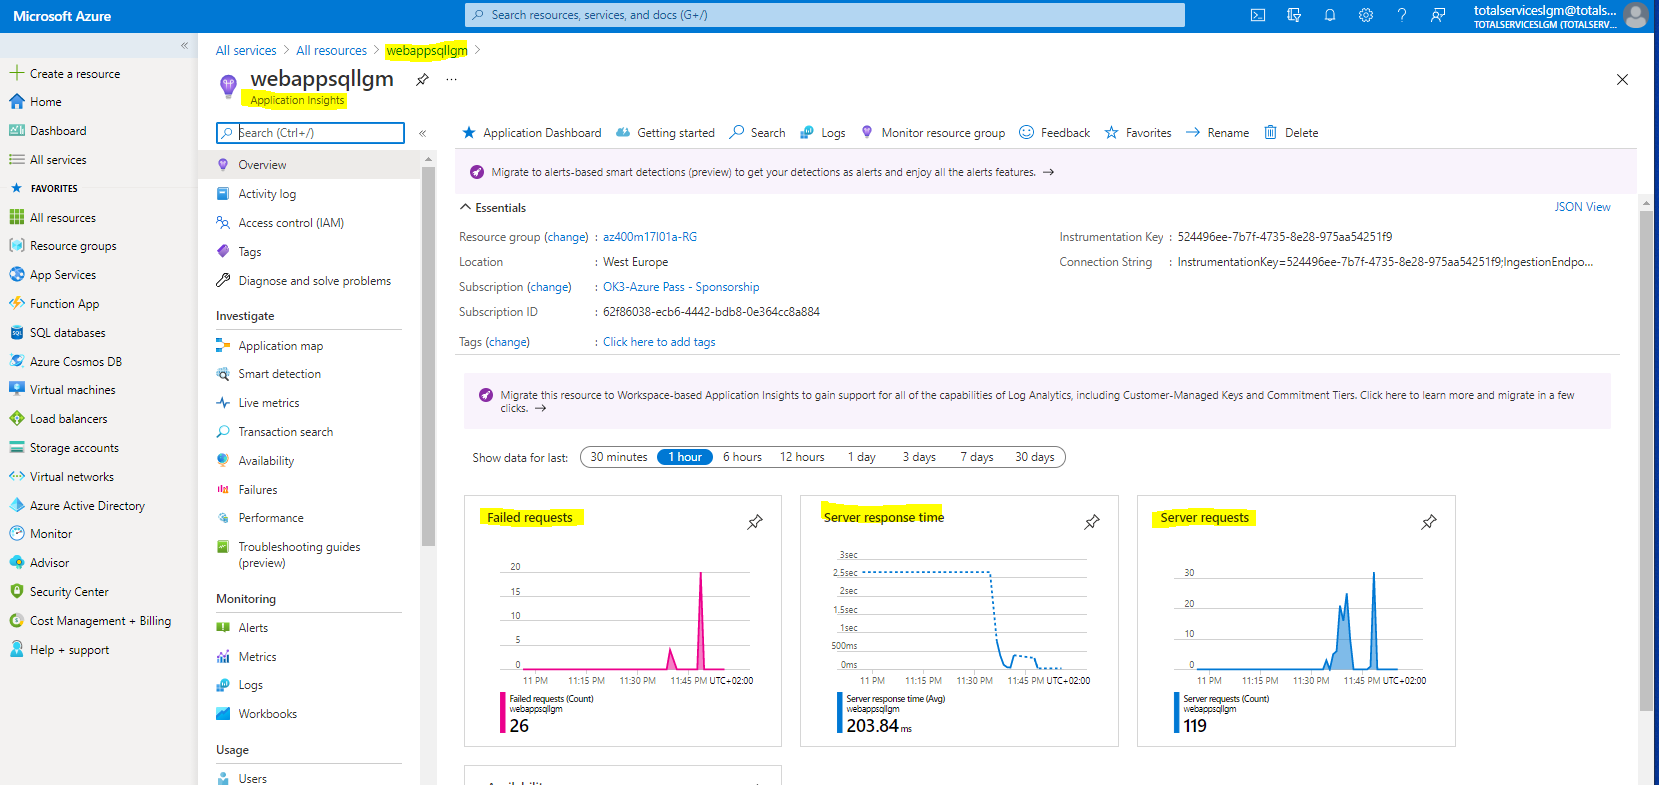 Microsoft Azure
Search resources, services, and docs (G+/)
totalserviceslgm@totals...
TOTALSERVICESLGM (TOTALSERV...
«
Create a resource
Home
Dashboard
All services
FAVORITES
All resources
Resource groups
App Services
Function App
SQL databases
Azure Cosmos DB
Virtual machines
Load balancers
Storage accounts
Virtual networks
Azure Active Directory
Monitor
Advisor
Security Center
Cost Management + Billing
Help + support
All services > All resources > webappsqllgm >
webappsqllgm
...
Application Insights
Search (Ctrl+/)
«
Overview
Activity log
Access control (IAM)
Tags
Diagnose and solve problems
Investigate
Application map
Smart detection
Live metrics
Transaction search
Availability
Failures
Performance
Troubleshooting guides
(preview)
Monitoring
Alerts
Metrics
Logs
Workbooks
Usage
Users
Application Dashboard Getting started Search Logs Monitor resource group Feedback Favorites Rename Delete
Migrate to alerts-based smart detections (preview) to get your detections as alerts and enjoy all the alerts features. →
Essentials
JSON View
Resource group (change) : az400m17l01a-RG
Location : West Europe
Subscription (change) : OK3-Azure Pass - Sponsorship
Subscription ID : 62f86038-ecb6-4442-bdb8-0e364cc8a884
Tags (change) : Click here to add tags
Instrumentation Key : 524496ee-7b7f-4735-8e28-975aa54251f9
Connection String : InstrumentationKey=524496ee-7b7f-4735-8e28-975aa54251f9;IngestionEndpo...
Migrate this resource to Workspace-based Application Insights to gain support for all of the capabilities of Log Analytics, including Customer-Managed Keys and Commitment Tiers. Click here to learn more and migrate in a few
clicks. →
Show data for last: 30 minutes 1 hour 6 hours 12 hours 1 day 3 days 7 days 30 days
Failed requests
20
15
10
5
0
11 PM 11:15 PM 11:30 PM 11:45 PM UTC+02:00
Failed requests (Count)
webappsqllgm
26
Server response time
3sec
2.5sec
2sec
1.5sec
1sec
500ms
0ms
11 PM 11:15 PM 11:30 PM 11:45 PM UTC+02:00
Server response time (Avg)
webappsqllgm
203.84 ms
Server requests
30
20
10
0
11 PM 11:15 PM 11:30 PM 11:45 PM UTC+02:00
Server requests (Count)
webappsqllgm
119
Availability